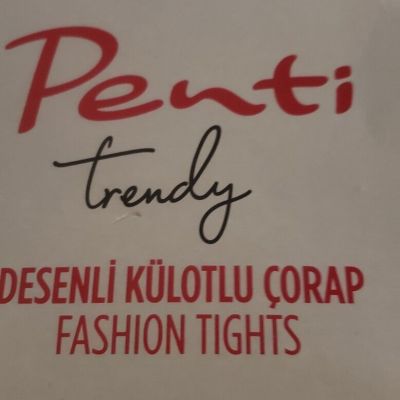 Penti
trendy
DESENLİ KÜLOTLU ÇORAP
FASHION TIGHTS